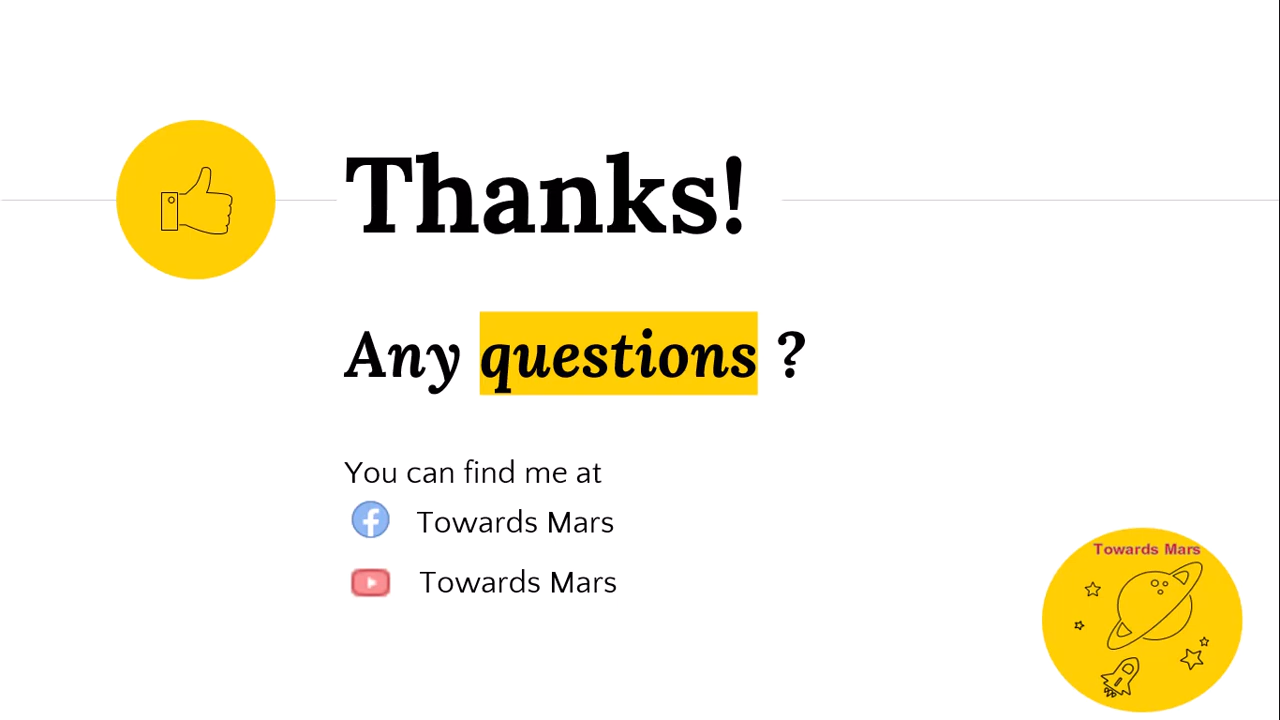 Thanks!
Any questions ?
You can find me at
Towards Mars
Towards Mars
Towards Mars